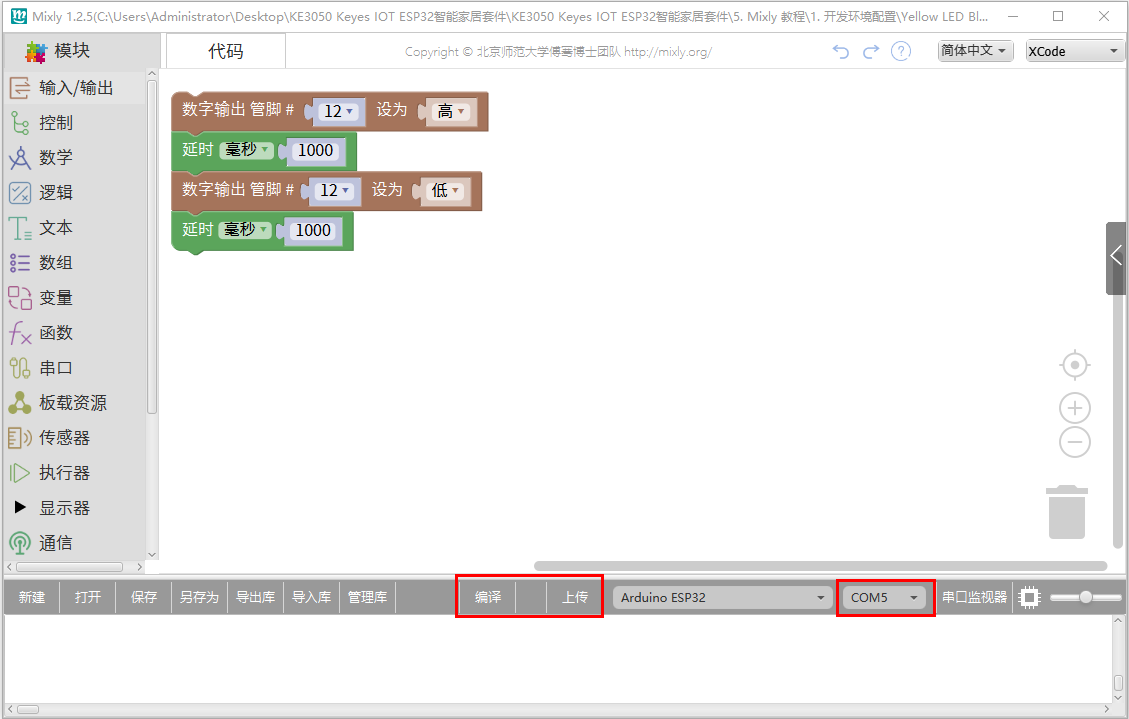 Mixly 1.2.5(C:\Users\Administrator\Desktop\KE3050 Keyes IOT ESP32智能家居套件\KE3050 Keyes IOT ESP32智能家居套件\5. Mixly 教程\1. 开发环境配置\Yellow LED Bl...
模块
代码
Copyright © 北京师范大学傅骞博士团队 http://mixly.org/
?
简体中文
XCode
输入/输出
控制
数学
逻辑
文本
数组
变量
函数
串口
板载资源
传感器
执行器
显示器
通信
数字输出 管脚 # 12 设为 高
延时 毫秒 1000
数字输出 管脚 # 12 设为 低
延时 毫秒 1000
新建 打开 保存 另存为 导出库 导入库 管理库 编译 上传 Arduino ESP32 COM5 串口监视器